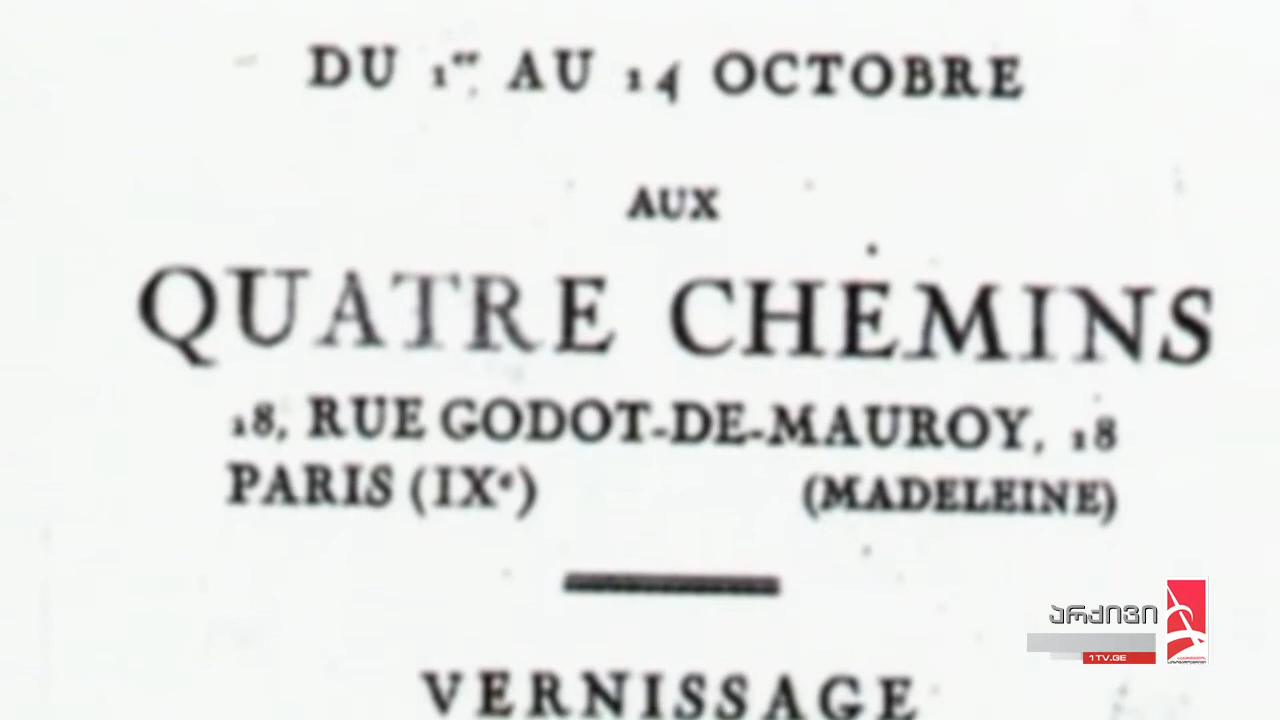 DU 1er AU 14 OCTOBRE
AUX
QUATRE CHEMINS
18, RUE GODOT-DE-MAUROY, 18
PARIS (IXe) (MADELEINE)
VERNISSAGE
არქივი
1TV.GE